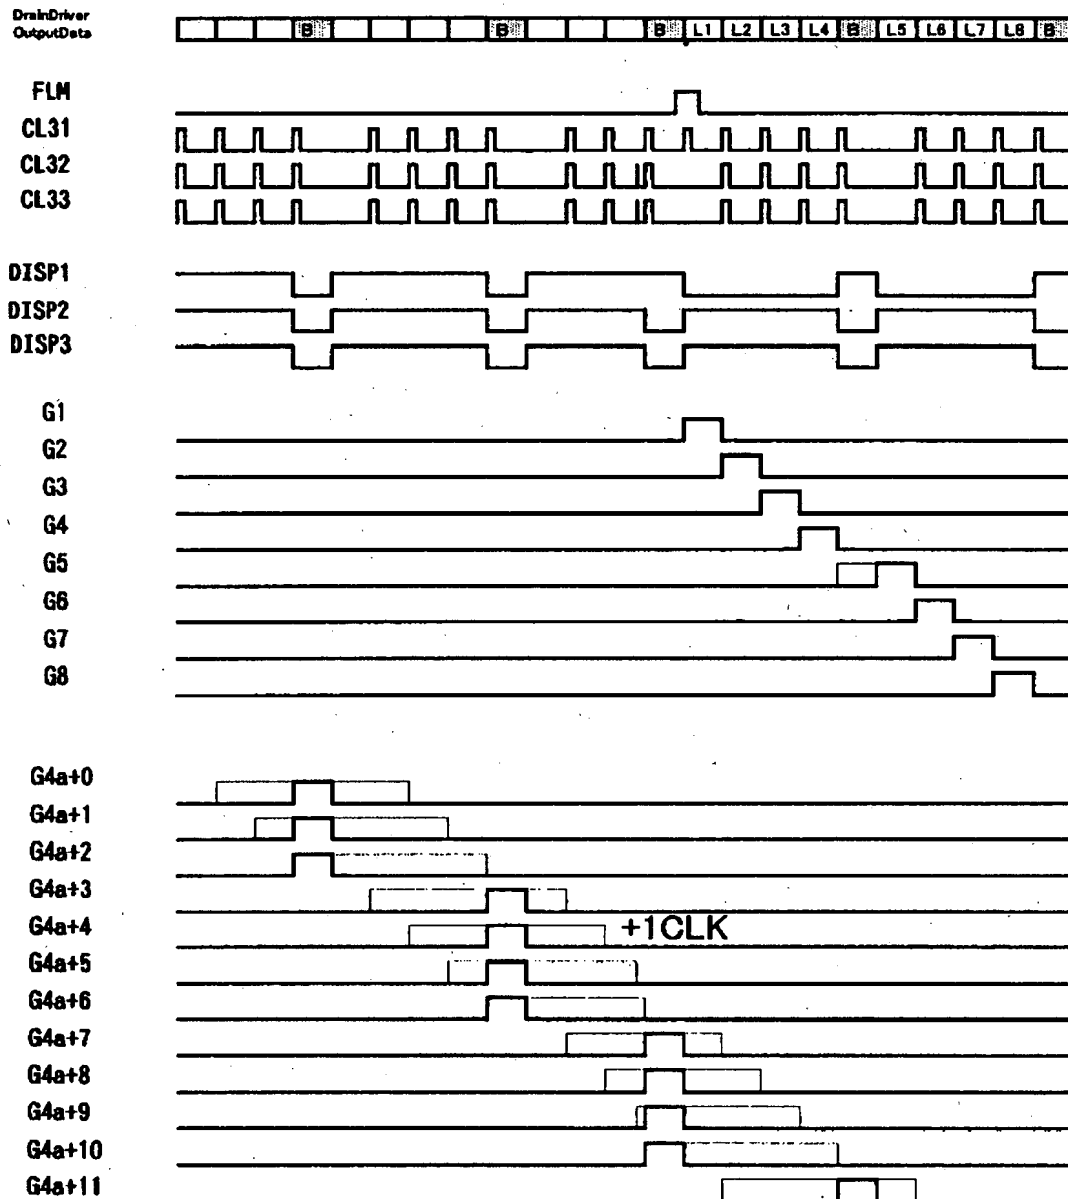 DrainDriver
OutputData
B B B L1 L2 L3 L4 B L5 L6 L7 L8 B
FLM
CL31
CL32
CL33
DISP1
DISP2
DISP3
G1
G2
G3
G4
G5
G6
G7
G8
G4a+0
G4a+1
G4a+2
G4a+3
G4a+4 +1CLK
G4a+5
G4a+6
G4a+7
G4a+8
G4a+9
G4a+10
G4a+11